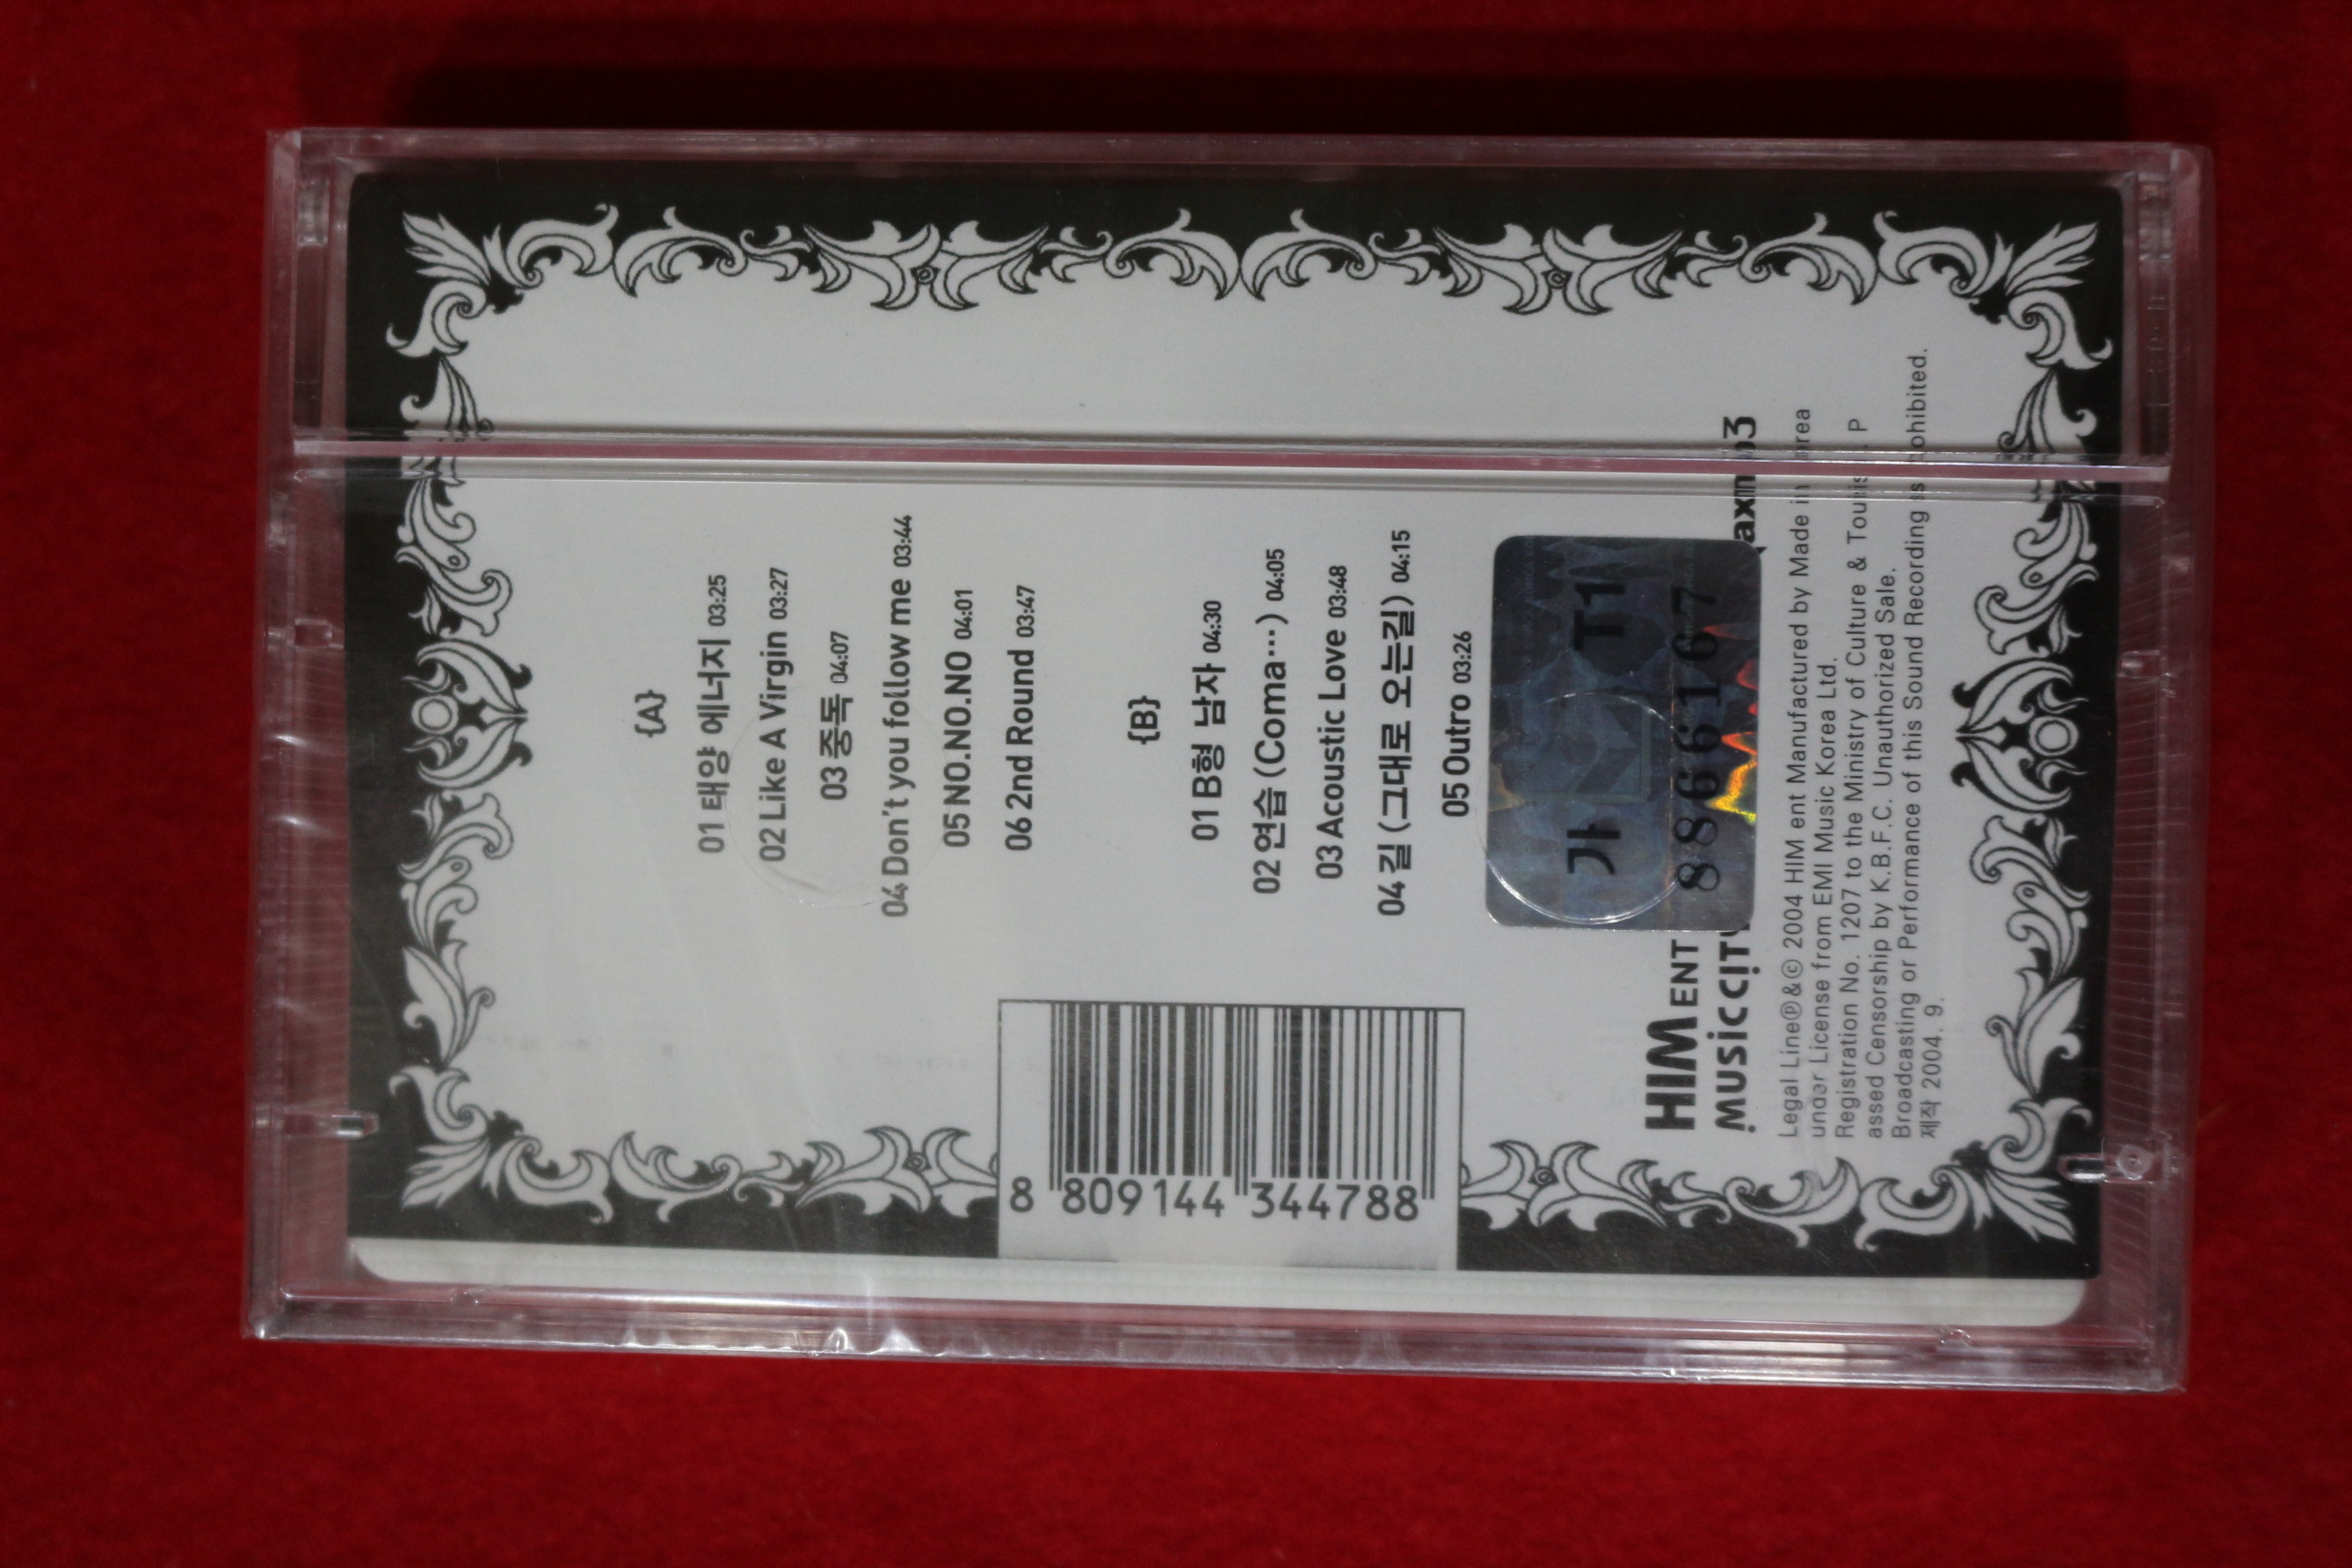 {A}
01 태양 에너지 03:25
02 Like A Virgin 03:27
03 중독 04:07
04 Don't you follow me 03:44
05 NO.NO.NO 04:01
06 2nd Round 03:47
{B}
01 B형 남자 04:30
02 연습 (Coma···) 04:05
03 Acoustic Love 03:48
04 길 (그대로 오는길) 04:15
05 Outro 03:26
가 T1
8866167
HIM ENT
MUSIC CITY
Legal Line℗&© 2004 HIM ent Manufactured by Made in Korea
under License from EMI Music Korea Ltd.
Registration No. 1207 to the Ministry of Culture & P
assed Censorship by K.B.F.C. Unauthorized Sale.
Broadcasting or Performance of this Sound Recording is prohibited.
제작 2004. 9.
8 809144 344788